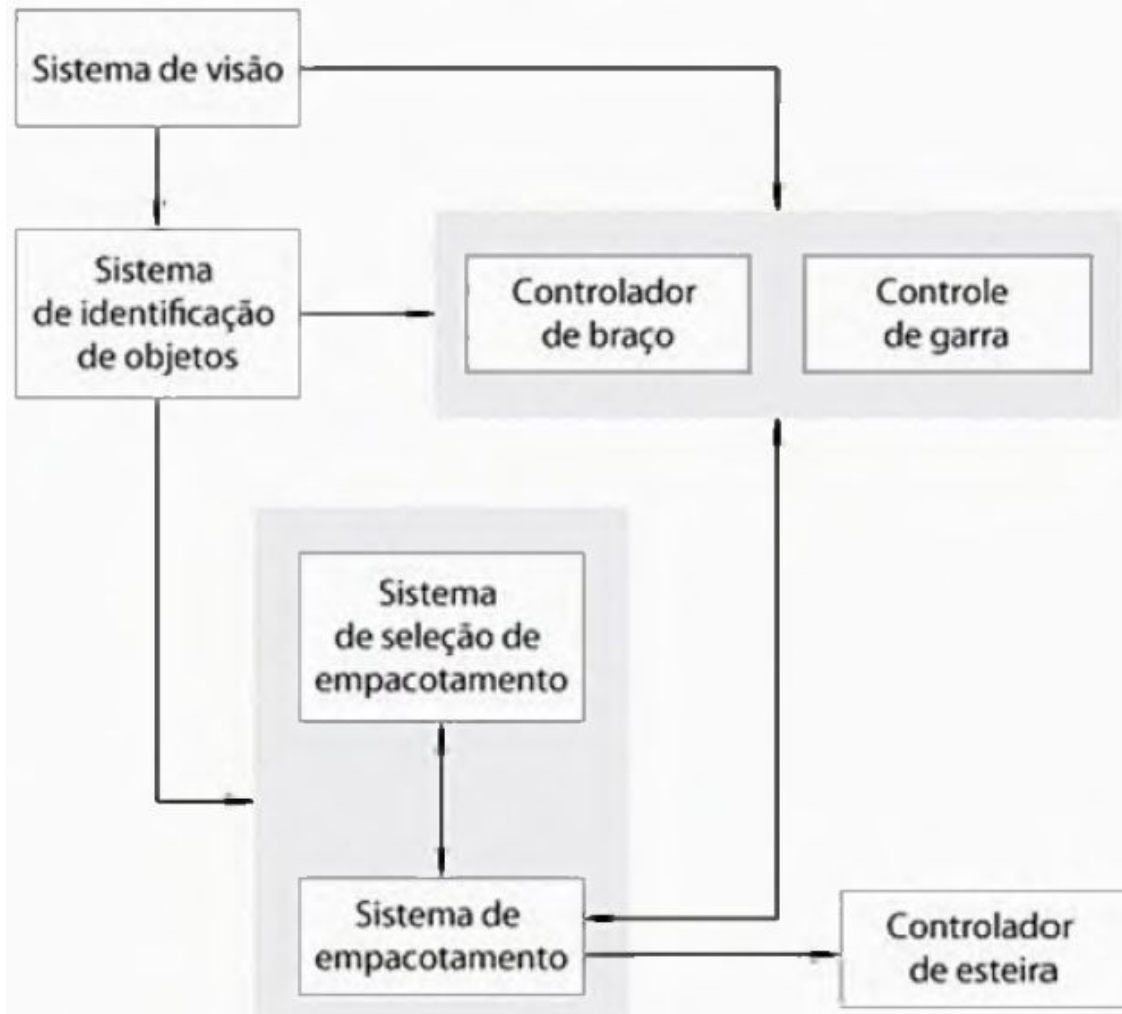 Sistema de visão
Sistema
de identificação
de objetos
Controlador
de braço
Controle
de garra
Sistema
de seleção de
empacotamento
Sistema de
empacotamento
Controlador
de esteira